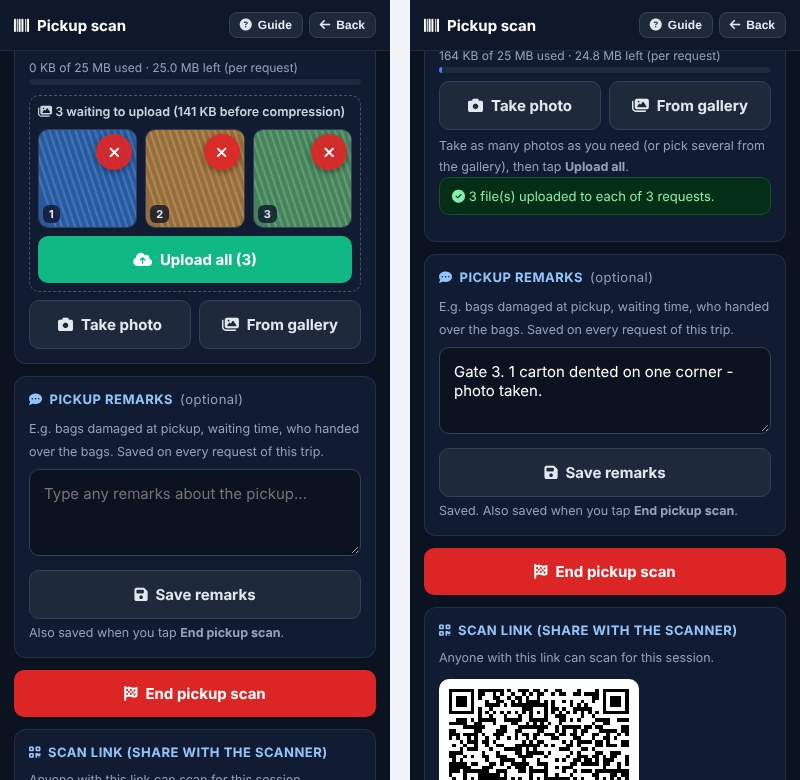 Pickup scan
Guide
Back
0 KB of 25 MB used · 25.0 MB left (per request)
3 waiting to upload (141 KB before compression)
1
2
3
Upload all (3)
Take photo
From gallery
PICKUP REMARKS (optional)
E.g. bags damaged at pickup, waiting time, who handed
over the bags. Saved on every request of this trip.
Type any remarks about the pickup...
Save remarks
Also saved when you tap End pickup scan.
End pickup scan
SCAN LINK (SHARE WITH THE SCANNER)
Anyone with this link can scan for this session.
Pickup scan
Guide
Back
164 KB of 25 MB used · 24.8 MB left (per request)
Take photo
From gallery
Take as many photos as you need (or pick several from
the gallery), then tap Upload all.
3 file(s) uploaded to each of 3 requests.
PICKUP REMARKS (optional)
E.g. bags damaged at pickup, waiting time, who handed
over the bags. Saved on every request of this trip.
Gate 3. 1 carton dented on one corner -
photo taken.
Save remarks
Saved. Also saved when you tap End pickup scan.
End pickup scan
SCAN LINK (SHARE WITH THE SCANNER)
Anyone with this link can scan for this session.